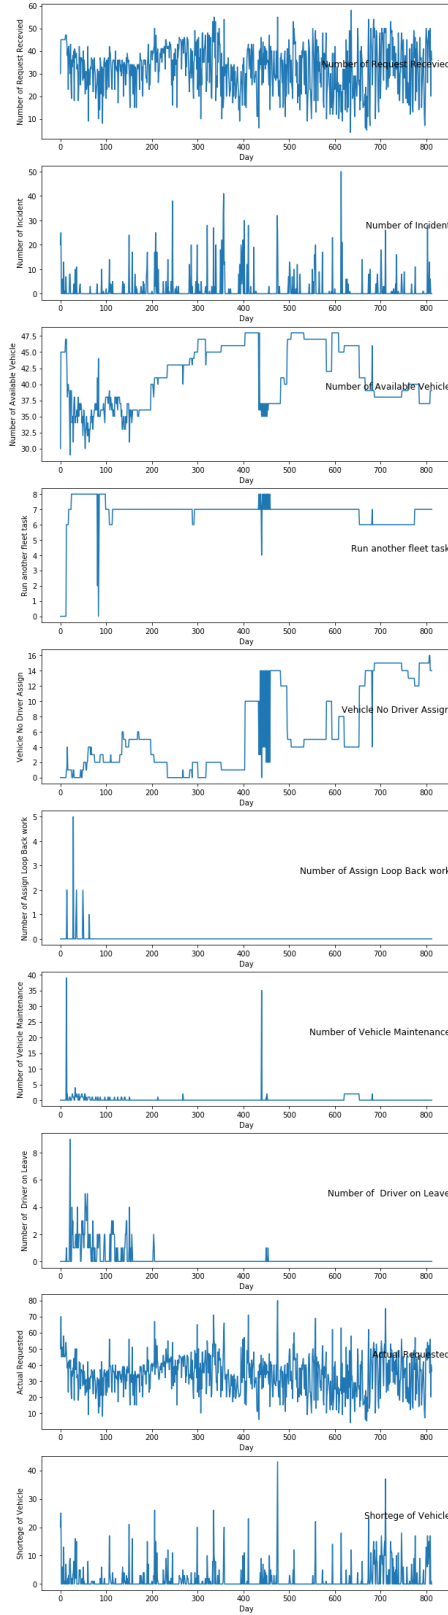 60
50
40
30
20
10
Number of Request Recevied
Number of Request Recevied
0 100 200 300 400 500 600 700 800
Day
50
40
30
20
10
0
Number of Incident
Number of Incident
0 100 200 300 400 500 600 700 800
Day
47.5
45.0
42.5
40.0
37.5
35.0
32.5
30.0
Number of Available Vehicle
Number of Available Vehicle
0 100 200 300 400 500 600 700 800
Day
8
7
6
5
4
3
2
1
0
Run another fleet task
Run another fleet task
0 100 200 300 400 500 600 700 800
Day
16
14
12
10
8
6
4
2
0
Vehicle No Driver Assign
Vehicle No Driver Assign
0 100 200 300 400 500 600 700 800
Day
5
4
3
2
1
0
Number of Assign Loop Back work
Number of Assign Loop Back work
0 100 200 300 400 500 600 700 800
Day
40
35
30
25
20
15
10
5
0
Number of Vehicle Maintenance
Number of Vehicle Maintenance
0 100 200 300 400 500 600 700 800
Day
8
6
4
2
0
Number of  Driver on Leave
Number of  Driver on Leave
0 100 200 300 400 500 600 700 800
Day
80
70
60
50
40
30
20
10
Actual Requested
Actual Requested
0 100 200 300 400 500 600 700 800
Day
40
30
20
10
0
Shortege of Vehicle
Shortege of Vehicle
0 100 200 300 400 500 600 700 800
Day